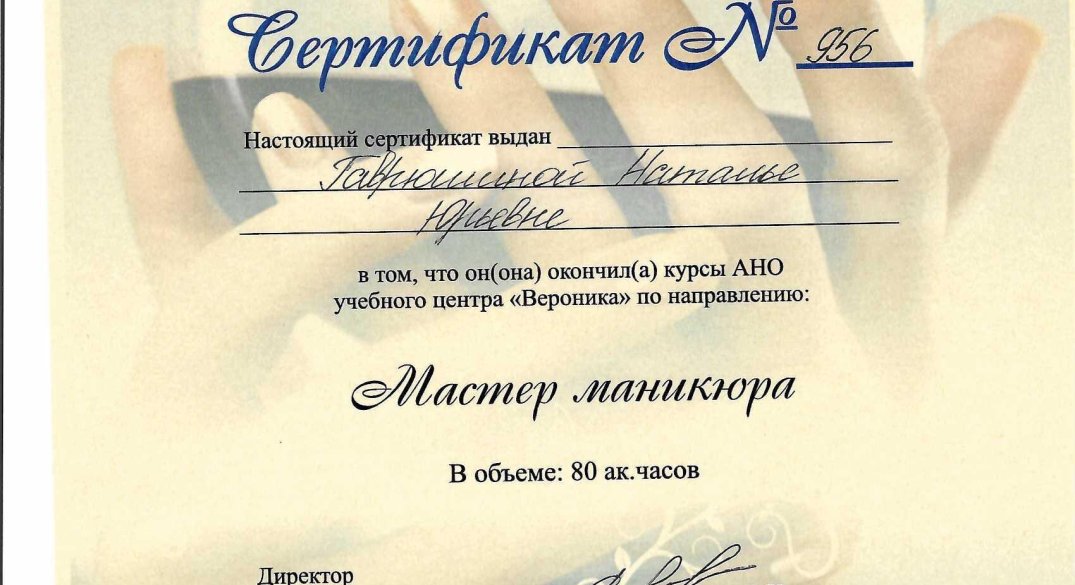 Сертификат № 956
Настоящий сертификат выдан
Гаврюшиной Наталье
Юрьевне
в том, что он(она) окончил(а) курсы АНО
учебного центра «Вероника» по направлению:
Мастер маникюра
В объеме: 80 ак.часов
Директор